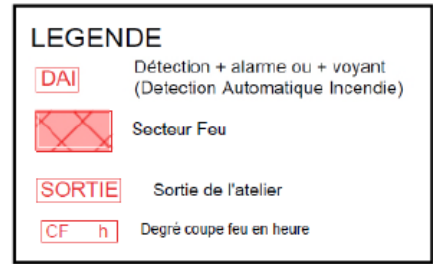 LEGENDE
DAI
Détection + alarme ou + voyant
(Detection Automatique Incendie)
Secteur Feu
SORTIE Sortie de l'atelier
CF h Degré coupe feu en heure